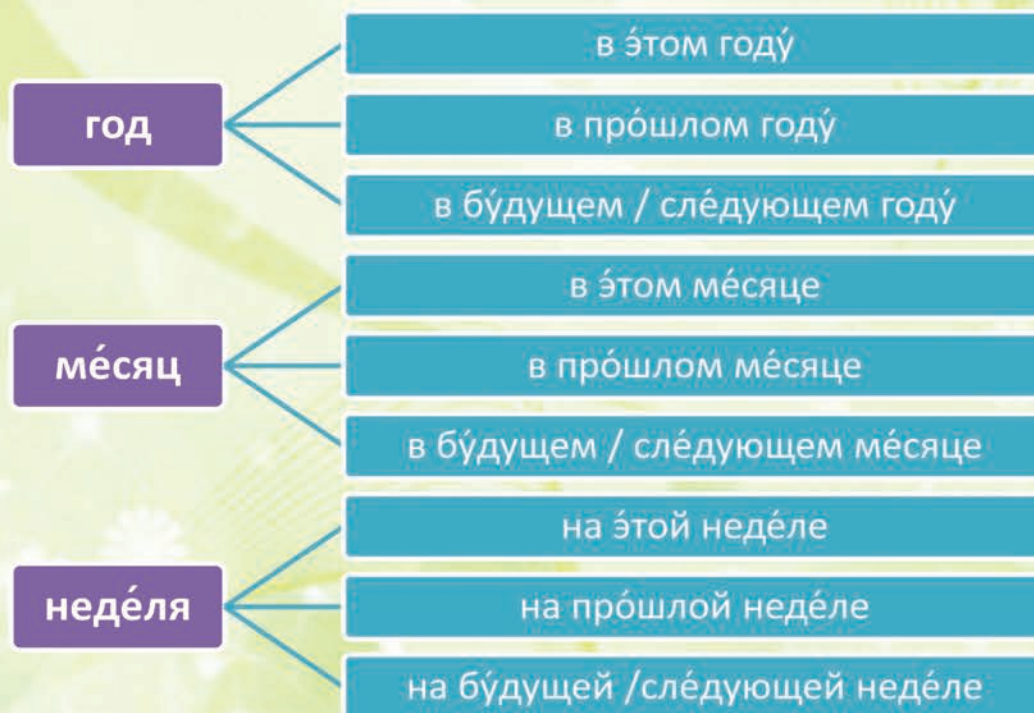 год
в э́том году́
в про́шлом году́
в бу́дущем / сле́дующем году́
ме́сяц
в э́том ме́сяце
в про́шлом ме́сяце
в бу́дущем / сле́дующем ме́сяце
неде́ля
на э́той неде́ле
на про́шлой неде́ле
на бу́дущей /сле́дующей неде́ле